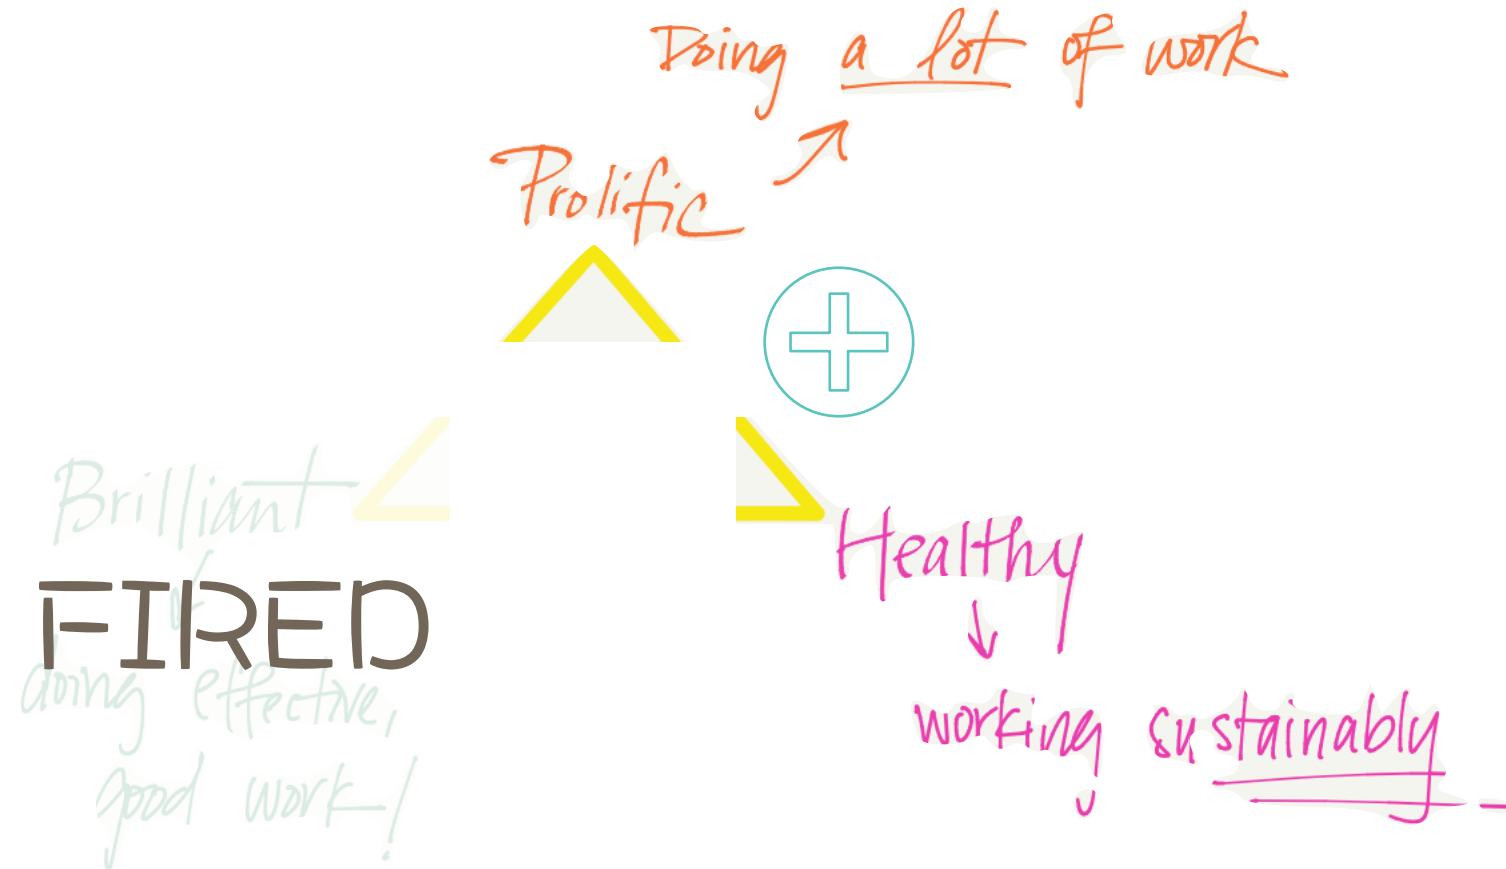 Doing a lot of work
Prolific
Brilliant
Healthy
FIRED
doing effective,
good work!
working sustainably